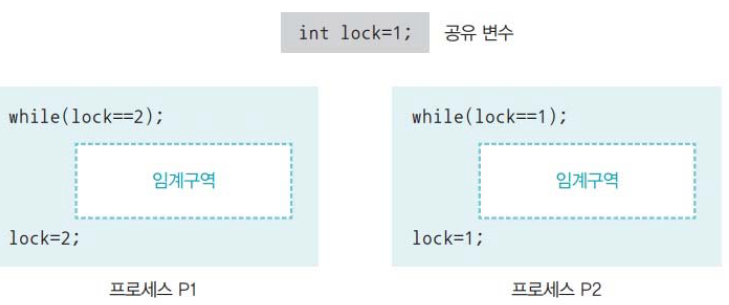 int lock=1; 공유 변수
while(lock==2);
임계구역
lock=2;
프로세스 P1
while(lock==1);
임계구역
lock=1;
프로세스 P2